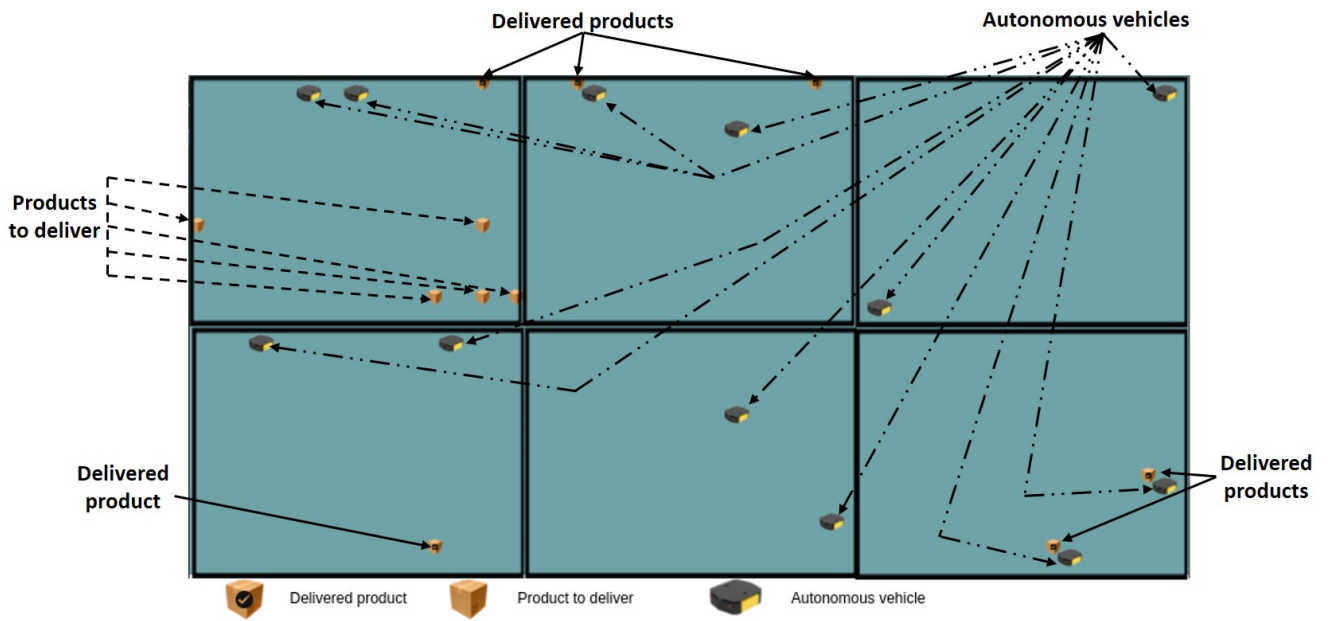 Delivered products
Autonomous vehicles
Products
to deliver
Delivered
product
Delivered
products
Delivered product
Product to deliver
Autonomous vehicle